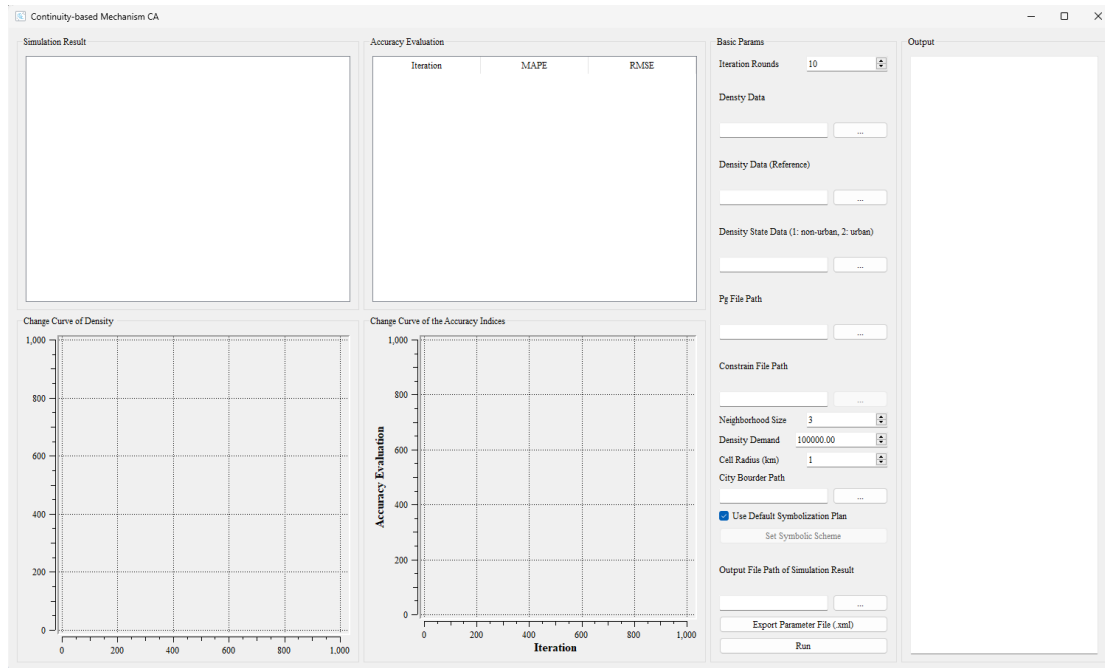 Continuity-based Mechanism CA
Simulation Result
Accuracy Evaluation
Iteration MAPE RMSE
Basic Params
Iteration Rounds 10
Densty Data
...
Density Data (Reference)
...
Density State Data (1: non-urban, 2: urban)
...
Pg File Path
...
Constrain File Path
...
Neighborhood Size 3
Density Demand 100000.00
Cell Radius (km) 1
City Bourder Path
...
Use Default Symbolization Plan
Set Symbolic Scheme
Output File Path of Simulation Result
...
Export Parameter File (.xml)
Run
Output
Change Curve of Density
1,000
800
600
400
200
0
0 200 400 600 800 1,000
Change Curve of the Accuracy Indices
Accuracy Evaluation
1,000
800
600
400
200
0
0 200 400 600 800 1,000
Iteration